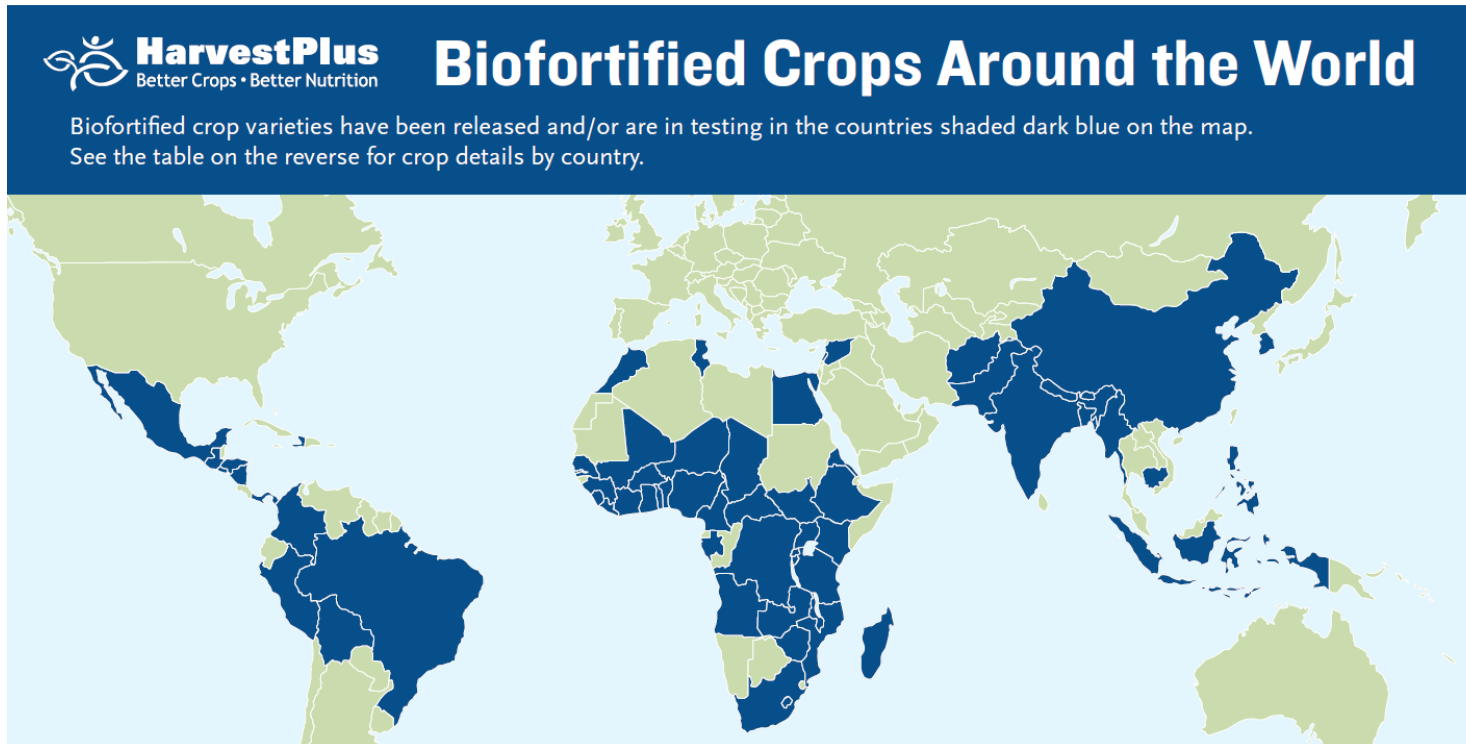 HarvestPlus
Better Crops • Better Nutrition
Biofortified Crops Around the World
Biofortified crop varieties have been released and/or are in testing in the countries shaded dark blue on the map.
See the table on the reverse for crop details by country.